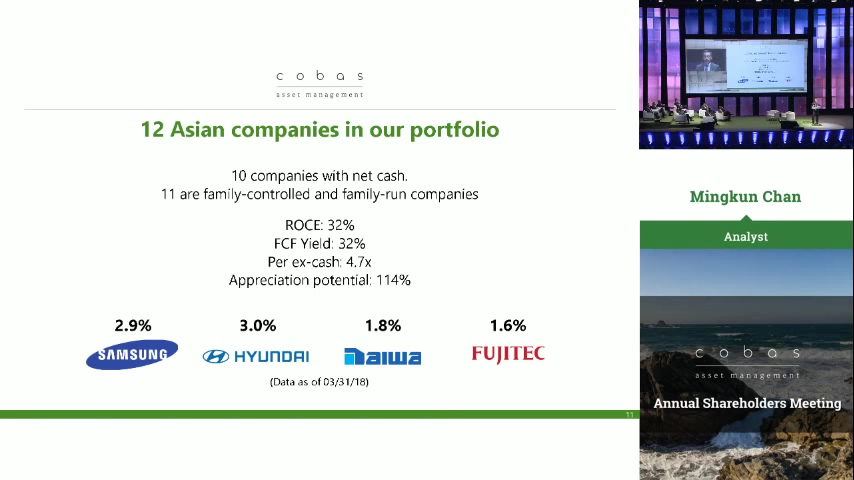 cobas
asset management
12 Asian companies in our portfolio
10 companies with net cash.
11 are family-controlled and family-run companies
ROCE: 32%
FCF Yield: 32%
Per ex-cash: 4.7x
Appreciation potential: 114%
2.9% 3.0% 1.8% 1.6%
SAMSUNG HYUNDAI Daiwa FUJITEC
(Data as of 03/31/18)
11
Mingkun Chan
Analyst
cobas
asset management
Annual Shareholders Meeting